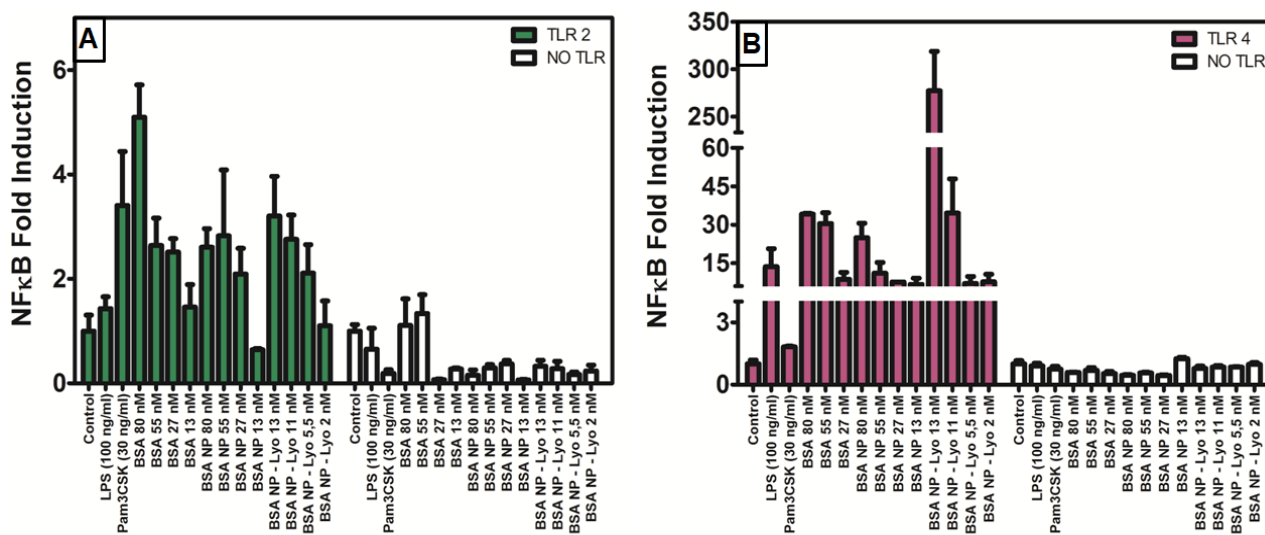 A
TLR 2
NO TLR
NFκB Fold Induction
6
4
2
0
Control
LPS (100 ng/ml)
Pam3CSK (30 ng/ml)
BSA 80 nM
BSA 55 nM
BSA 27 nM
BSA 13 nM
BSA NP 80 nM
BSA NP 55 nM
BSA NP 27 nM
BSA NP 13 nM
BSA NP - Lyo 13 nM
BSA NP - Lyo 11 nM
BSA NP - Lyo 5,5 nM
BSA NP - Lyo 2 nM
Control
LPS (100 ng/ml)
Pam3CSK (30 ng/ml)
BSA 80 nM
BSA 55 nM
BSA 27 nM
BSA 13 nM
BSA NP 80 nM
BSA NP 55 nM
BSA NP 27 nM
BSA NP 13 nM
BSA NP - Lyo 13 nM
BSA NP - Lyo 11 nM
BSA NP - Lyo 5,5 nM
BSA NP - Lyo 2 nM
B
TLR 4
NO TLR
NFκB Fold Induction
350
300
250
60
45
30
15
3
0
Control
LPS (100 ng/ml)
Pam3CSK (30 ng/ml)
BSA 80 nM
BSA 55 nM
BSA 27 nM
BSA 13 nM
BSA NP 80 nM
BSA NP 55 nM
BSA NP 27 nM
BSA NP 13 nM
BSA NP - Lyo 13 nM
BSA NP - Lyo 11 nM
BSA NP - Lyo 5,5 nM
BSA NP - Lyo 2 nM
Control
LPS (100 ng/ml)
Pam3CSK (30 ng/ml)
BSA 80 nM
BSA 55 nM
BSA 27 nM
BSA 13 nM
BSA NP 80 nM
BSA NP 55 nM
BSA NP 27 nM
BSA NP 13 nM
BSA NP - Lyo 13 nM
BSA NP - Lyo 11 nM
BSA NP - Lyo 5,5 nM
BSA NP - Lyo 2 nM